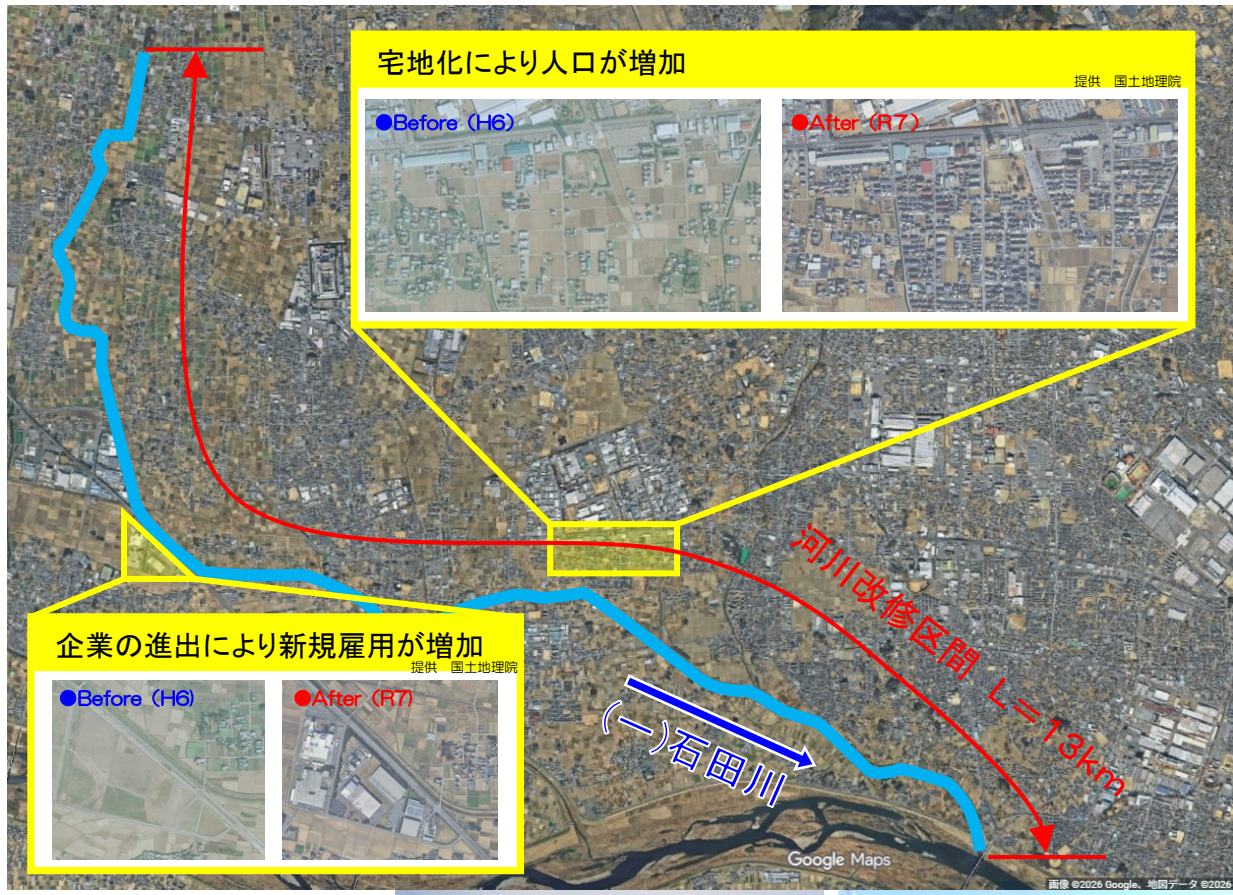 宅地化により人口が増加
提供　国土地理院
●Before（H6）
●After（R7）
河川改修区間 L＝13km
企業の進出により新規雇用が増加
提供　国土地理院
●Before（H6）
●After（R7）
（一）石田川
Google Maps
画像 ©2026 Google、地図データ ©2026